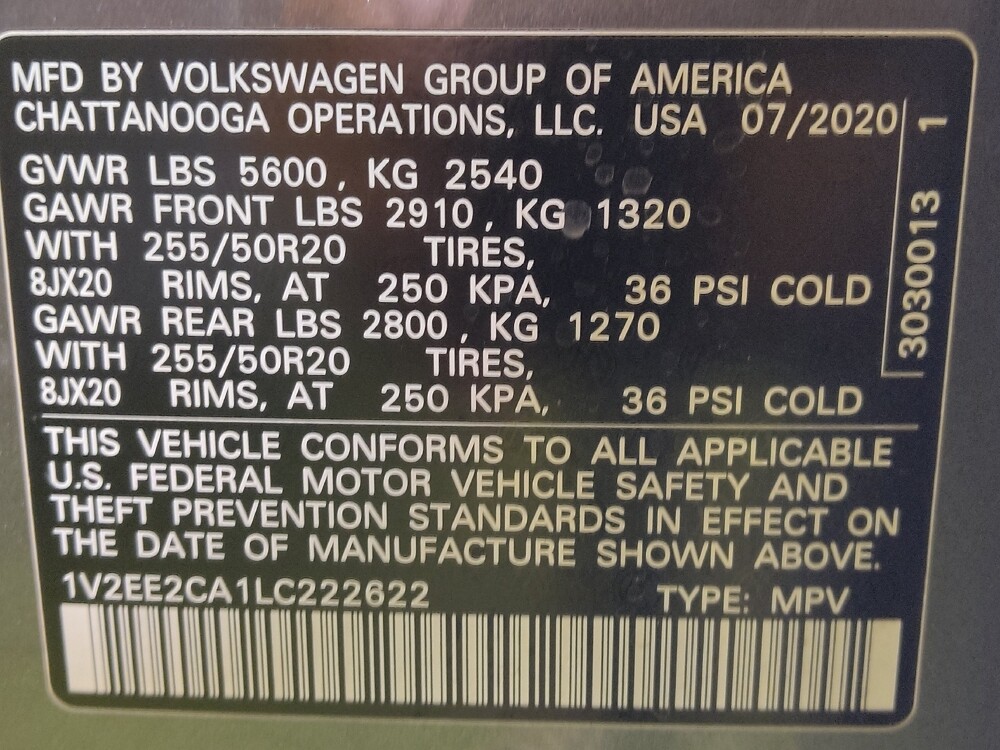 MFD BY VOLKSWAGEN GROUP OF AMERICA
CHATTANOOGA OPERATIONS, LLC. USA 07/2020
GVWR LBS 5600, KG 2540
GAWR FRONT LBS 2910, KG 1320
WITH 255/50R20 TIRES,
8JX20 RIMS, AT 250 KPA, 36 PSI COLD
GAWR REAR LBS 2800, KG 1270
WITH 255/50R20 TIRES,
8JX20 RIMS, AT 250 KPA, 36 PSI COLD
3030013 1
THIS VEHICLE CONFORMS TO ALL APPLICABLE
U.S. FEDERAL MOTOR VEHICLE SAFETY AND
THEFT PREVENTION STANDARDS IN EFFECT ON
THE DATE OF MANUFACTURE SHOWN ABOVE.
1V2EE2CA1LC222622 TYPE: MPV